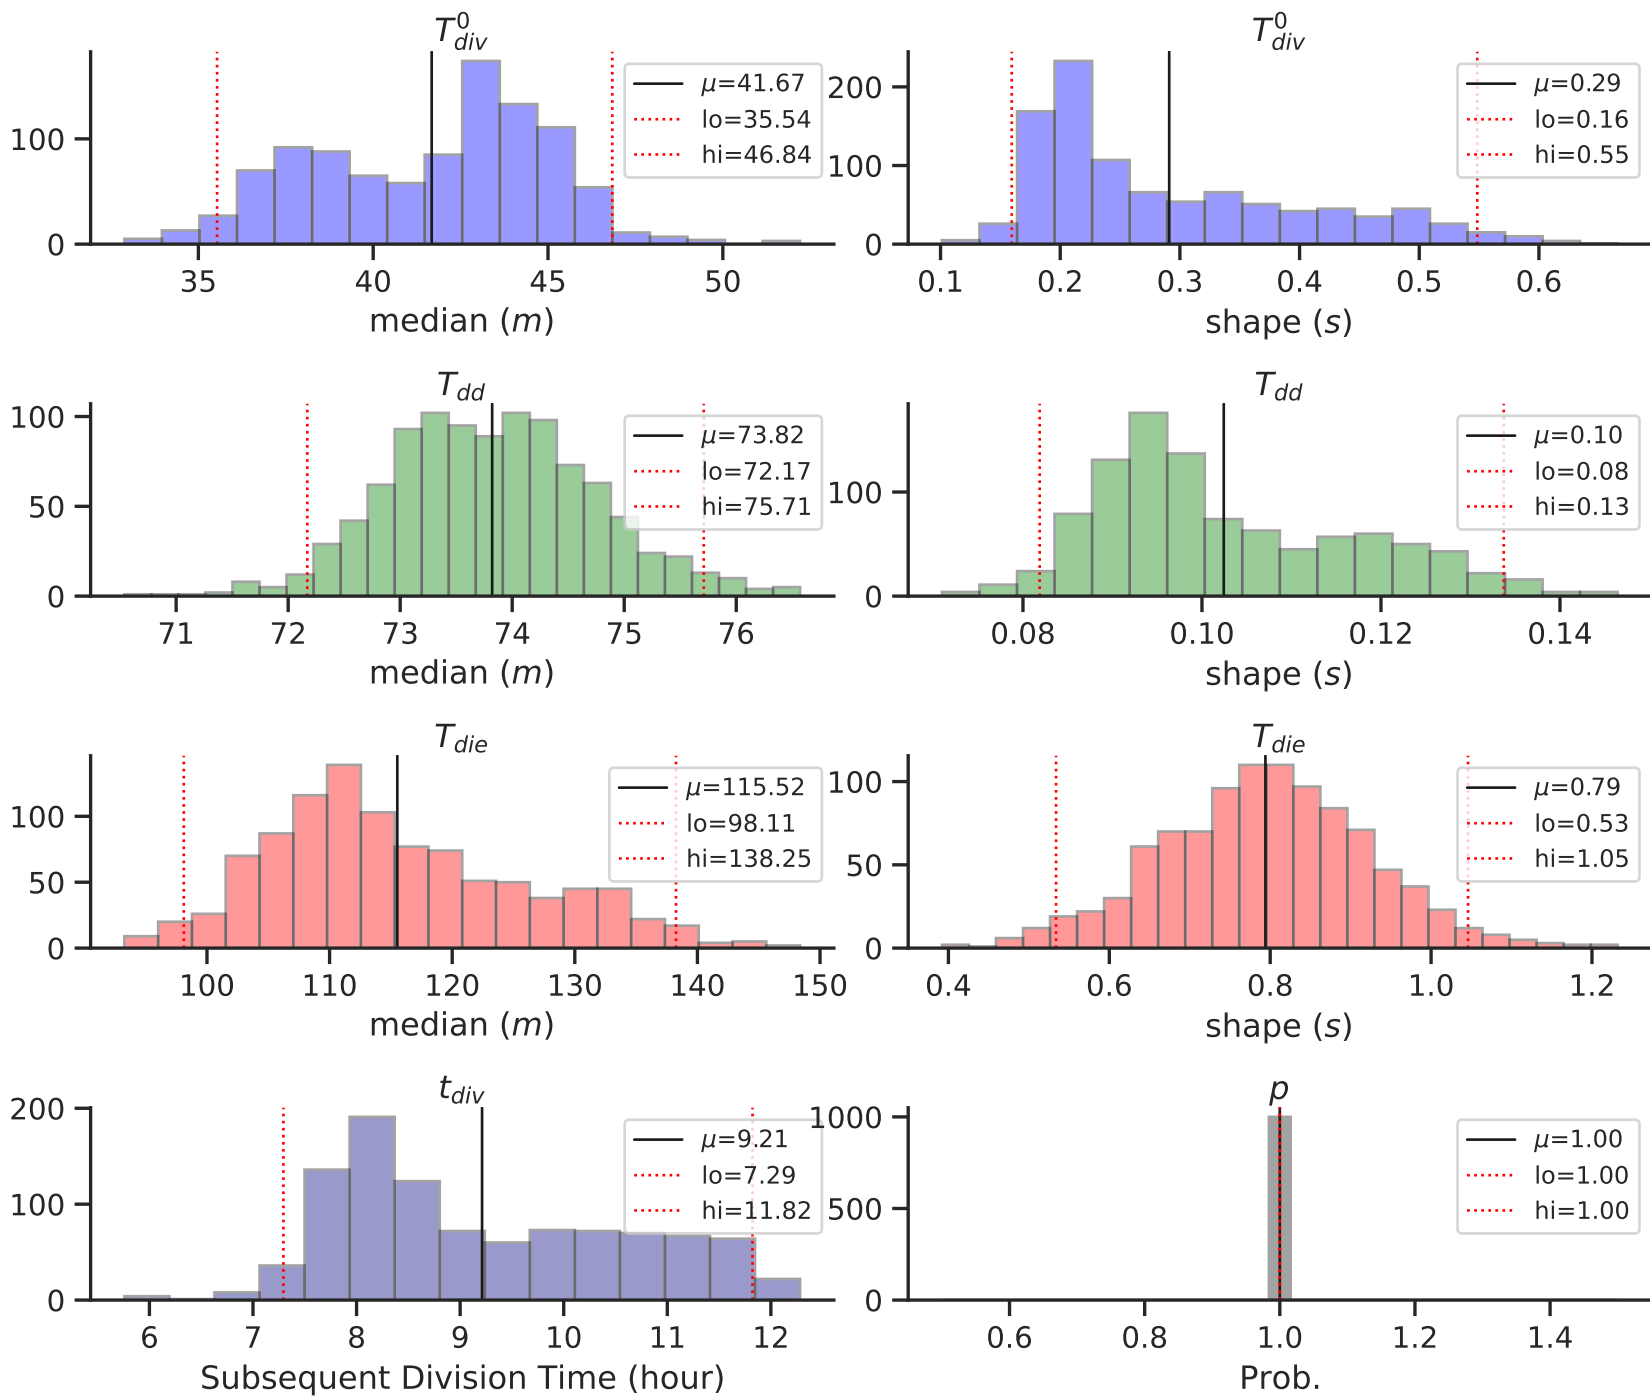 T⁰div
μ=41.67
lo=35.54
hi=46.84
100
0
35 40 45 50
median (m)
T⁰div
μ=0.29
lo=0.16
hi=0.55
200
100
0
0.1 0.2 0.3 0.4 0.5 0.6
shape (s)
Tdd
μ=73.82
lo=72.17
hi=75.71
100
50
0
71 72 73 74 75 76
median (m)
Tdd
μ=0.10
lo=0.08
hi=0.13
100
0
0.08 0.10 0.12 0.14
shape (s)
Tdie
μ=115.52
lo=98.11
hi=138.25
100
50
0
100 110 120 130 140 150
median (m)
Tdie
μ=0.79
lo=0.53
hi=1.05
100
50
0
0.4 0.6 0.8 1.0 1.2
shape (s)
tdiv
μ=9.21
lo=7.29
hi=11.82
200
100
0
6 7 8 9 10 11 12
Subsequent Division Time (hour)
p
μ=1.00
lo=1.00
hi=1.00
1000
500
0
0.6 0.8 1.0 1.2 1.4
Prob.